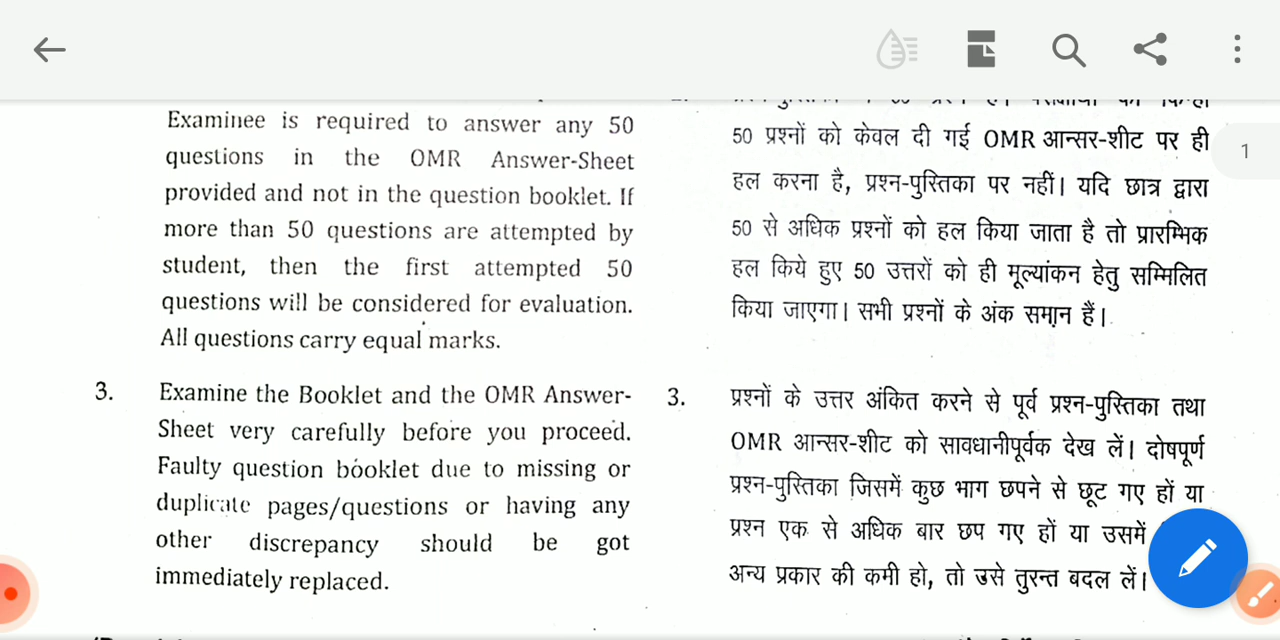 Examinee is required to answer any 50
questions in the OMR Answer-Sheet
provided and not in the question booklet. If
more than 50 questions are attempted by
student, then the first attempted 50
questions will be considered for evaluation.
All questions carry equal marks.
3. Examine the Booklet and the OMR Answer-
Sheet very carefully before you proceed.
Faulty question booklet due to missing or
duplicate pages/questions or having any
other discrepancy should be got
immediately replaced.
50 प्रश्नों को केवल दी गई OMR आन्सर-शीट पर ही
हल करना है, प्रश्न-पुस्तिका पर नहीं। यदि छात्र द्वारा
50 से अधिक प्रश्नों को हल किया जाता है तो प्रारम्भिक
हल किये हुए 50 उत्तरों को ही मूल्यांकन हेतु सम्मिलित
किया जाएगा। सभी प्रश्नों के अंक समान हैं।
3. प्रश्नों के उत्तर अंकित करने से पूर्व प्रश्न-पुस्तिका तथा
OMR आन्सर-शीट को सावधानीपूर्वक देख लें। दोषपूर्ण
प्रश्न-पुस्तिका जिसमें कुछ भाग छपने से छूट गए हों या
प्रश्न एक से अधिक बार छप गए हों या उसमें
अन्य प्रकार की कमी हो, तो उसे तुरन्त बदल लें।
1